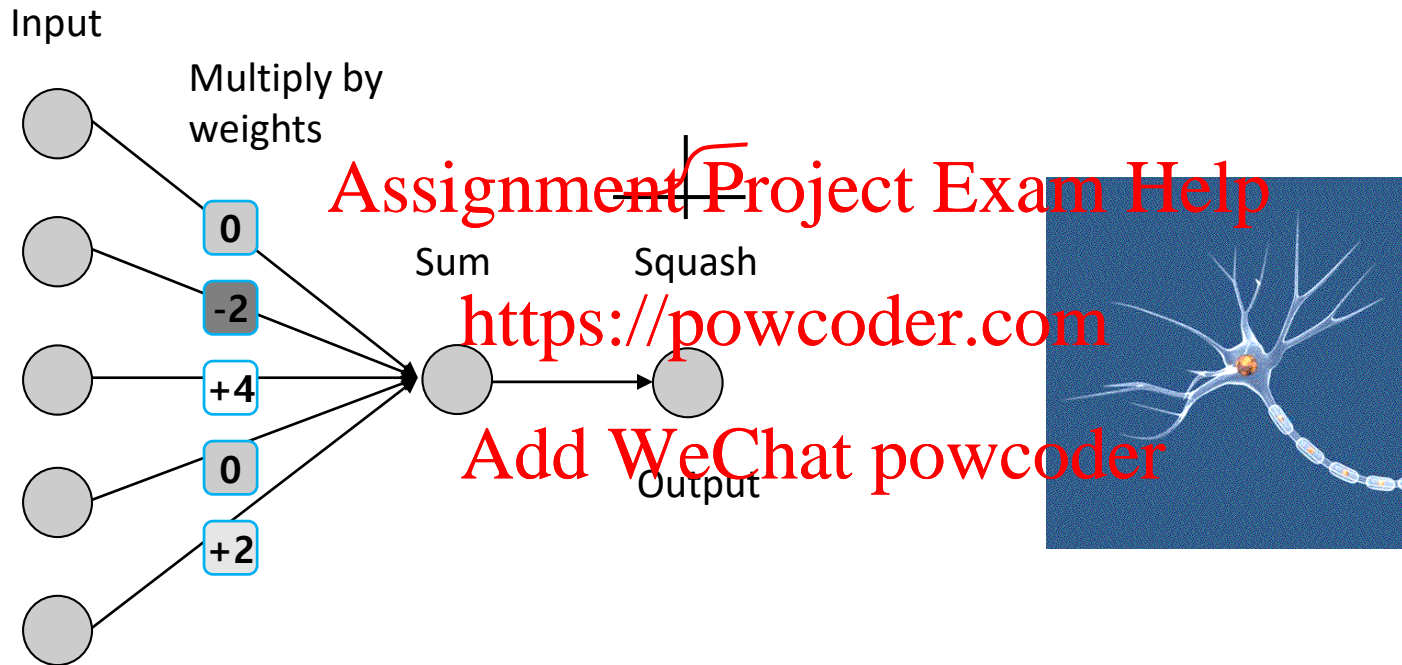 Input
Multiply by
weights
Assignment Project Exam Help
0
Sum
Squash
-2
https://powcoder.com
+4
Add WeChat powcoder
0
Output
+2